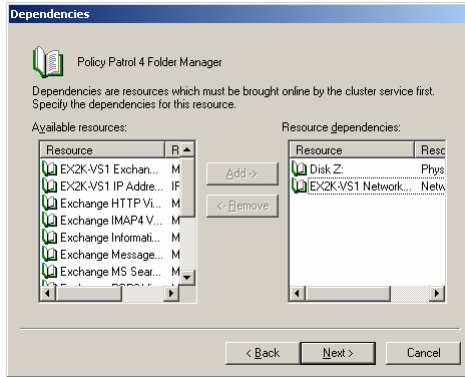 Dependencies
Policy Patrol 4 Folder Manager
Dependencies are resources which must be brought online by the cluster service first.
Specify the dependencies for this resource.
Available resources:
Resource R
EX2K-VS1 Exchan... M
EX2K-VS1 IP Addre... IF
Exchange HTTP Vi... M
Exchange IMAP4 V... M
Exchange Informati... M
Exchange Message... M
Exchange MS Sear... M
Add ->
<- Remove
Resource dependencies:
Resource Resc
Disk Z: Phys
EX2K-VS1 Network... Netw
< Back
Next >
Cancel